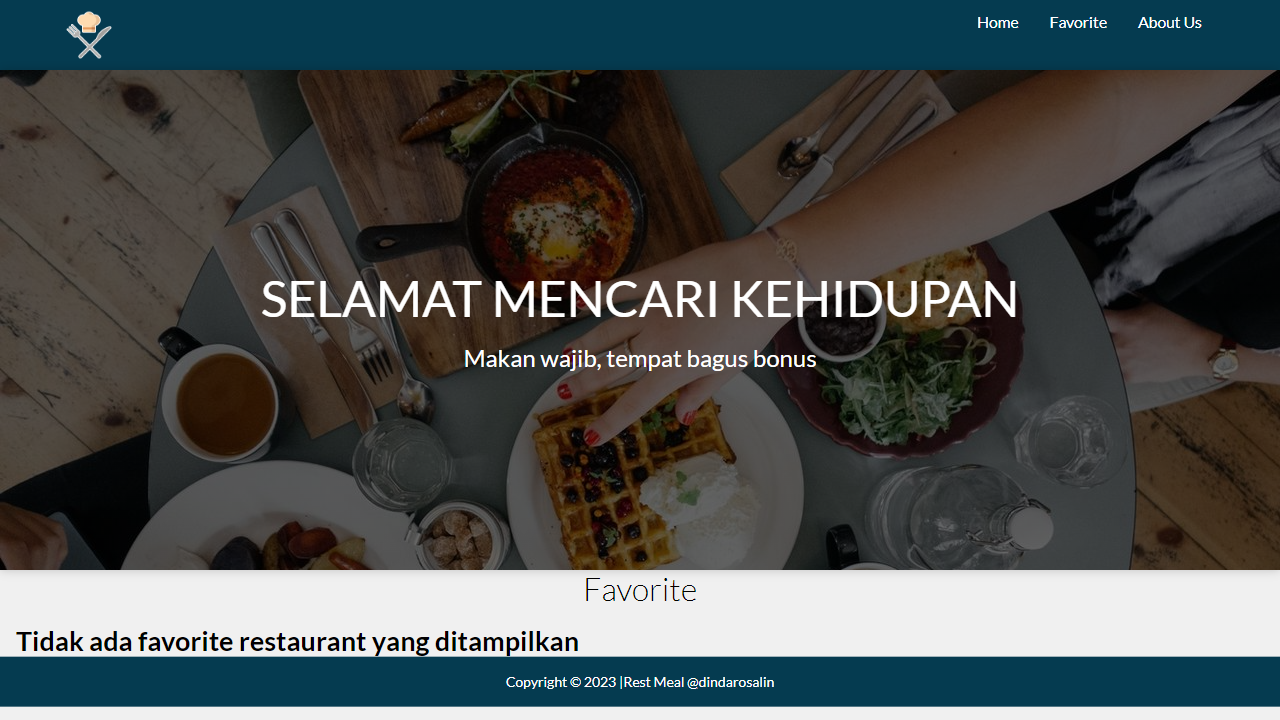 Home Favorite About Us
SELAMAT MENCARI KEHIDUPAN
Makan wajib, tempat bagus bonus
Favorite
Tidak ada favorite restaurant yang ditampilkan
Copyright © 2023 |Rest Meal @dindarosalin